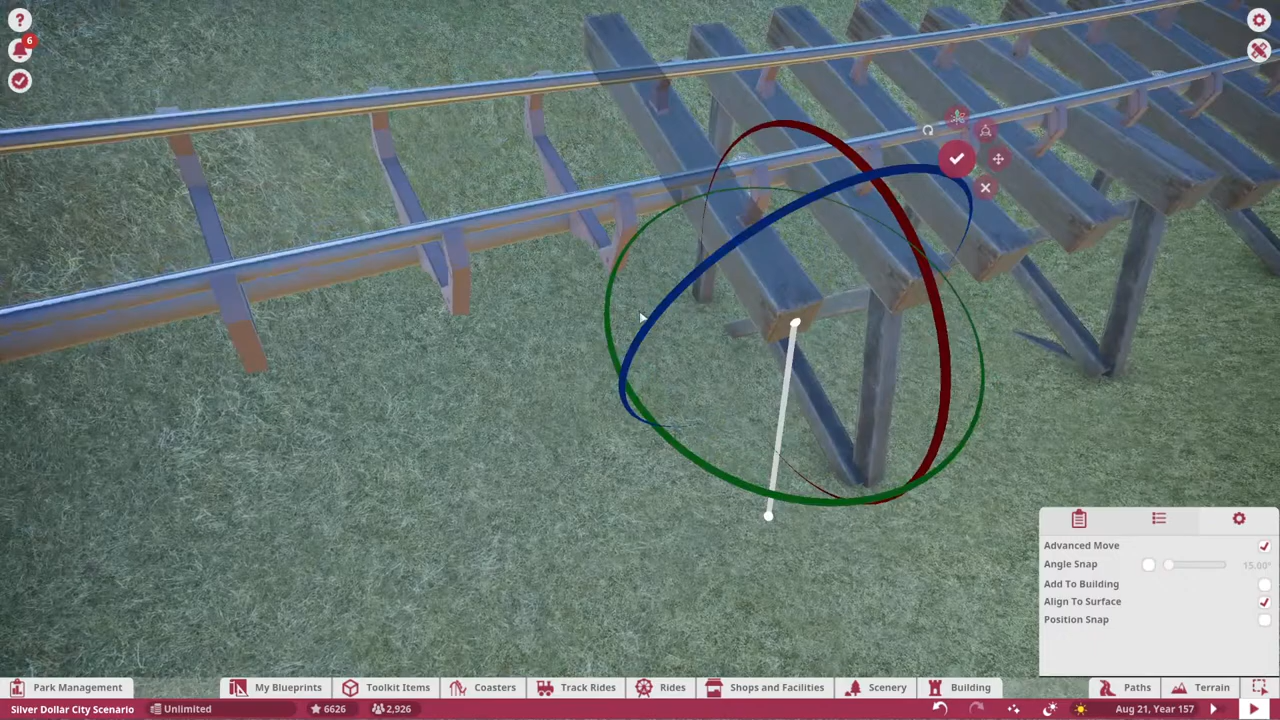 ?
6
Advanced Move
Angle Snap 15.00°
Add To Building
Align To Surface
Position Snap
Park Management My Blueprints Toolkit Items Coasters Track Rides Rides Shops and Facilities Scenery Building Paths Terrain
Silver Dollar City Scenario Unlimited 6626 2,926 Aug 21, Year 157